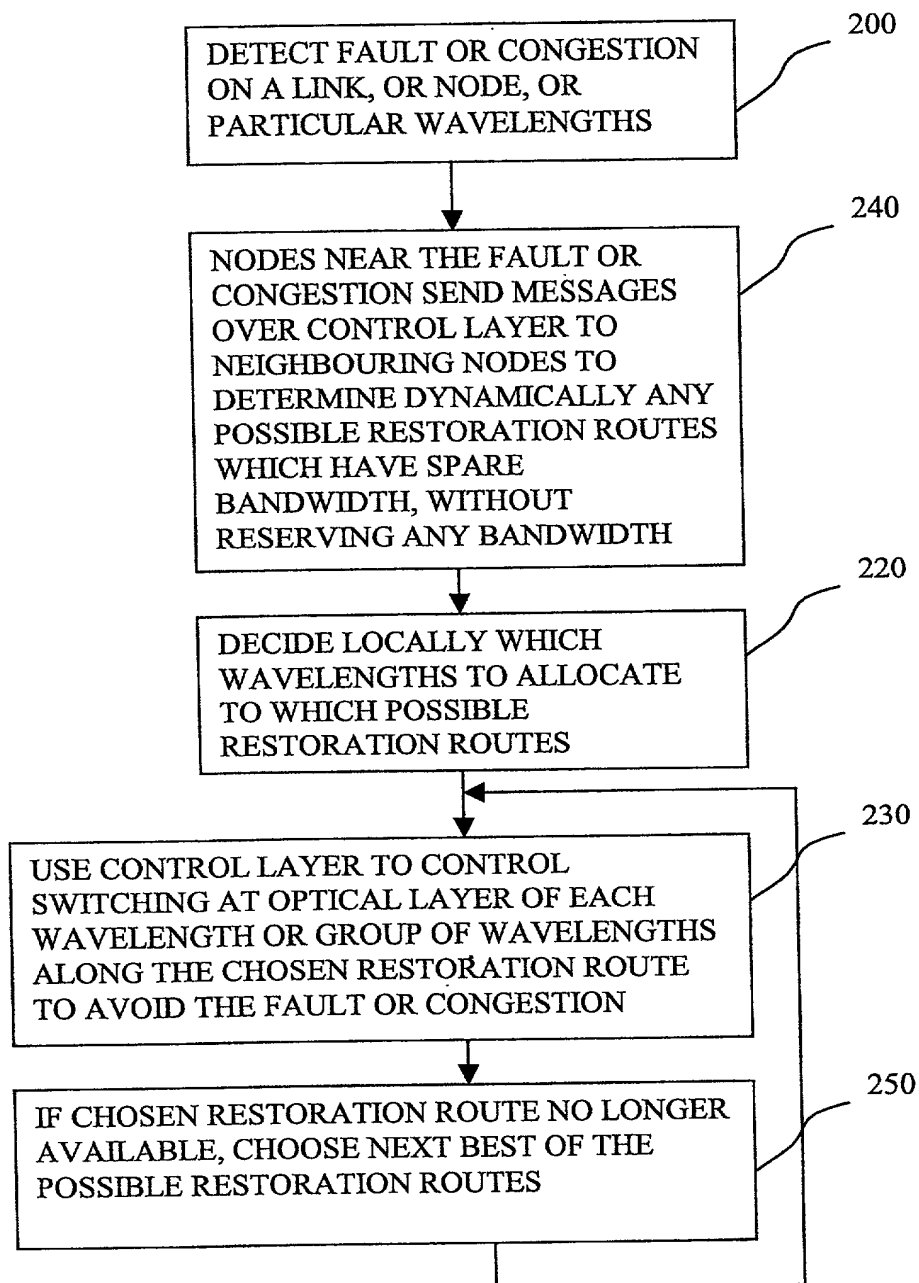 200
DETECT FAULT OR CONGESTION
ON A LINK, OR NODE, OR
PARTICULAR WAVELENGTHS
240
NODES NEAR THE FAULT OR
CONGESTION SEND MESSAGES
OVER CONTROL LAYER TO
NEIGHBOURING NODES TO
DETERMINE DYNAMICALLY ANY
POSSIBLE RESTORATION ROUTES
WHICH HAVE SPARE
BANDWIDTH, WITHOUT
RESERVING ANY BANDWIDTH
220
DECIDE LOCALLY WHICH
WAVELENGTHS TO ALLOCATE
TO WHICH POSSIBLE
RESTORATION ROUTES
230
USE CONTROL LAYER TO CONTROL
SWITCHING AT OPTICAL LAYER OF EACH
WAVELENGTH OR GROUP OF WAVELENGTHS
ALONG THE CHOSEN RESTORATION ROUTE
TO AVOID THE FAULT OR CONGESTION
250
IF CHOSEN RESTORATION ROUTE NO LONGER
AVAILABLE, CHOOSE NEXT BEST OF THE
POSSIBLE RESTORATION ROUTES